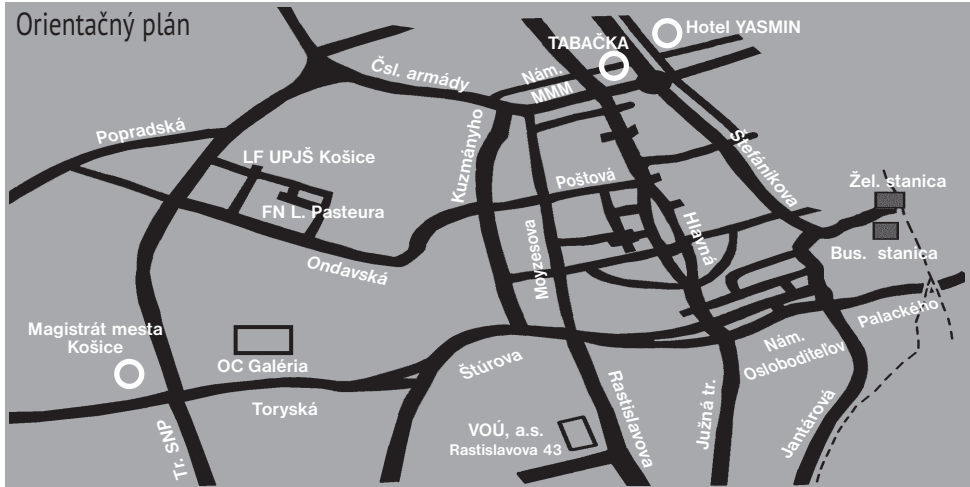 Orientačný plán
Hotel YASMIN
TABAČKA
Nám.
MMM
Čsl. armády
Popradská
Kuzmányho
Štefánikova
LF UPJŠ Košice
Poštová
Žel. stanica
FN L. Pasteura
Hlavná
Moyzesova
Bus. stanica
Ondavská
Palackého
Magistrát mesta
Košice
OC Galéria
Štúrova
Nám.
Osloboditeľov
Toryská
Rastislavova
Južná tr.
Jantárová
Tr. SNP
VOÚ, a.s.
Rastislavova 43